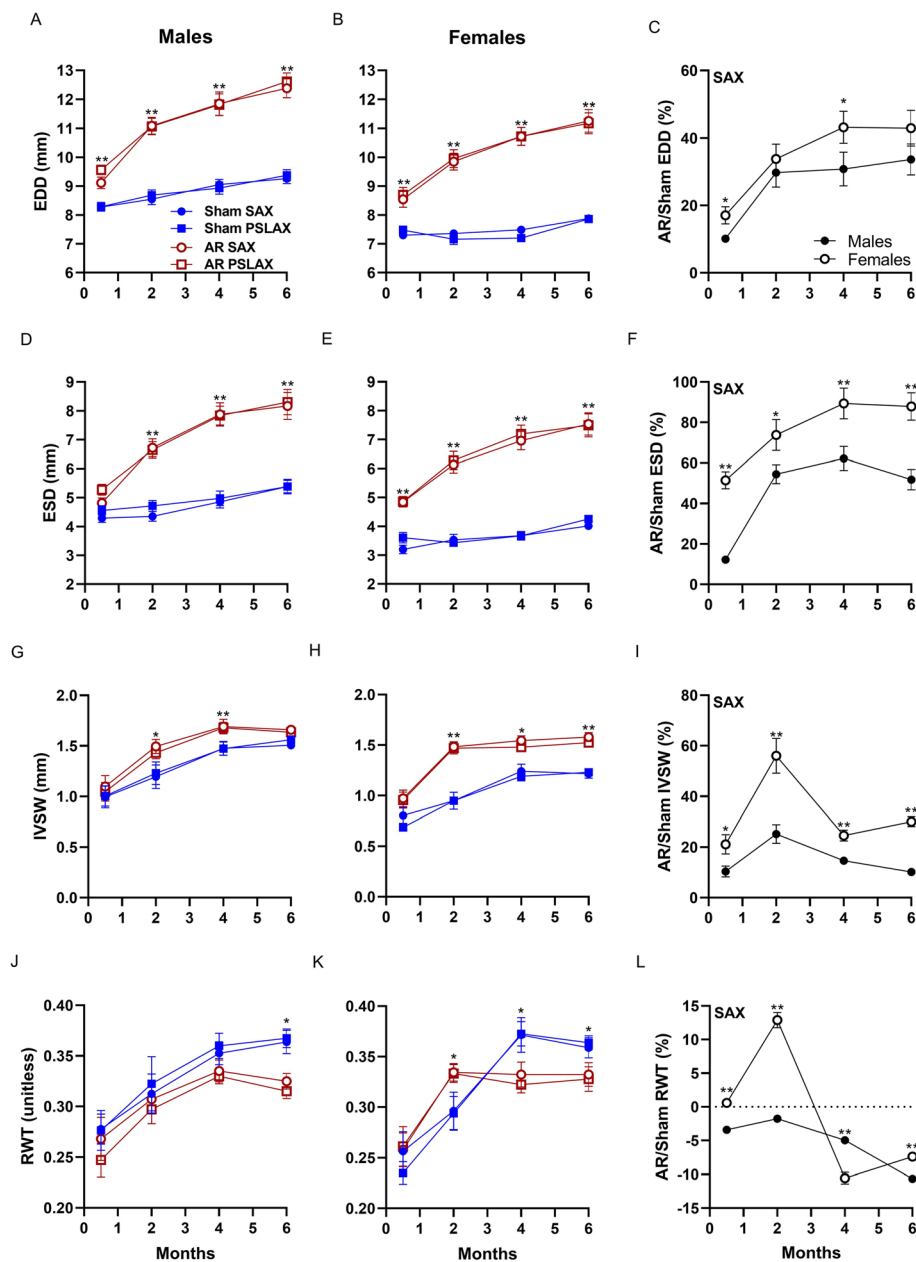 A
Males
B
Females
C
EDD (mm)
13
12
11
10
9
8
7
6
0 1 2 3 4 5 6
**
**
**
**
Sham SAX
Sham PSLAX
AR SAX
AR PSLAX
13
12
11
10
9
8
7
6
0 1 2 3 4 5 6
**
**
**
**
AR/Sham EDD (%)
SAX
60
40
20
0
0 1 2 3 4 5 6
*
*
Males
Females
D
E
F
ESD (mm)
9
8
7
6
5
4
3
2
0 1 2 3 4 5 6
**
**
**
9
8
7
6
5
4
3
2
0 1 2 3 4 5 6
**
**
**
**
AR/Sham ESD (%)
SAX
100
80
60
40
20
0
0 1 2 3 4 5 6
**
*
**
**
G
H
I
IVSW (mm)
2.0
1.5
1.0
0.5
0.0
0 1 2 3 4 5 6
*
**
2.0
1.5
1.0
0.5
0.0
0 1 2 3 4 5 6
**
*
**
AR/Sham IVSW (%)
SAX
80
60
40
20
0
0 1 2 3 4 5 6
*
**
**
**
J
K
L
RWT (unitless)
0.40
0.35
0.30
0.25
0.20
0 1 2 3 4 5 6
*
Months
0.40
0.35
0.30
0.25
0.20
0 1 2 3 4 5 6
*
*
*
Months
AR/Sham RWT (%)
SAX
15
10
5
0
-5
-10
-15
0 1 2 3 4 5 6
**
**
**
**
Months